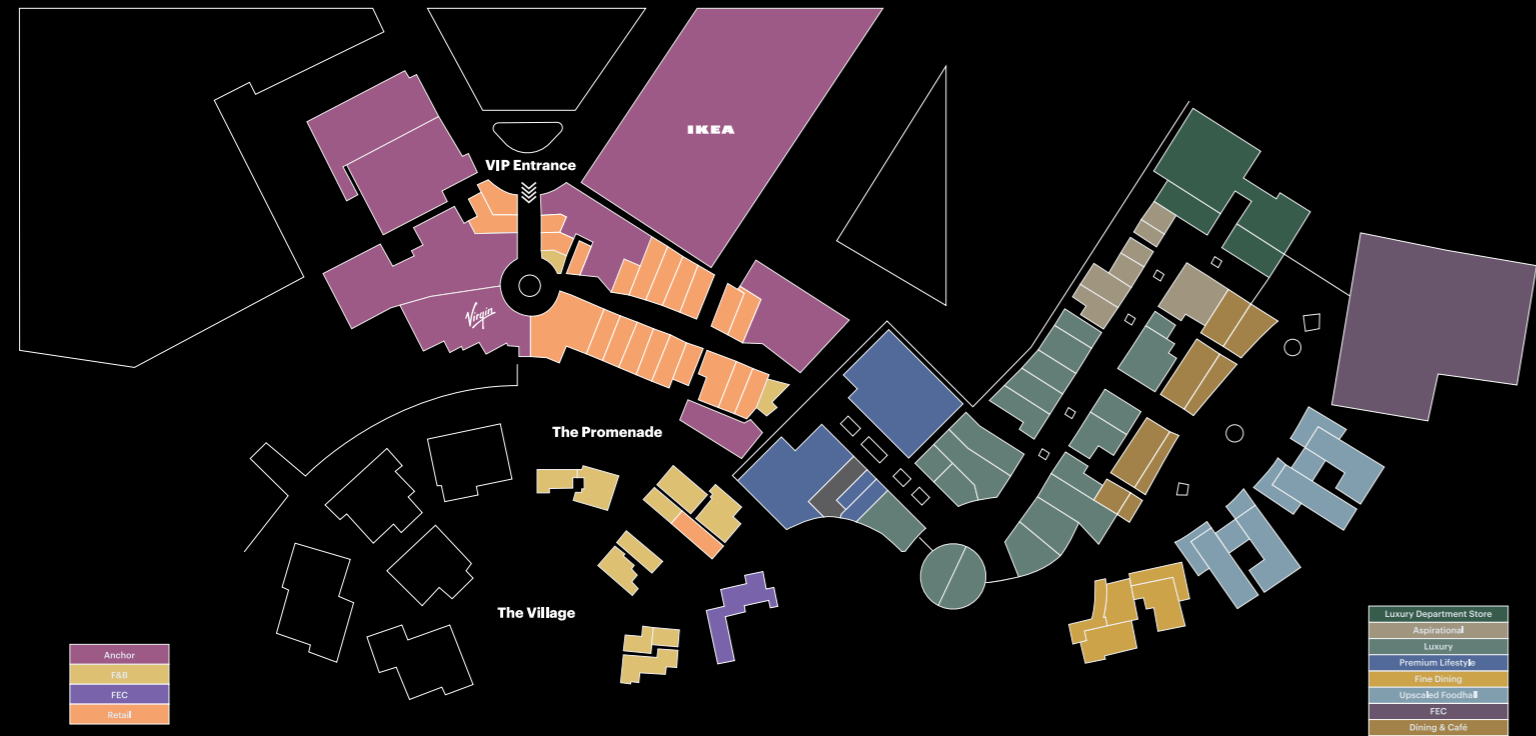 IKEA
VIP Entrance
Virgin
The Promenade
The Village
Anchor
F&B
FEC
Retail
Luxury Department Store
Aspirational
Luxury
Premium Lifestyle
Fine Dining
Upscaled Foodhall
FEC
Dining & Café